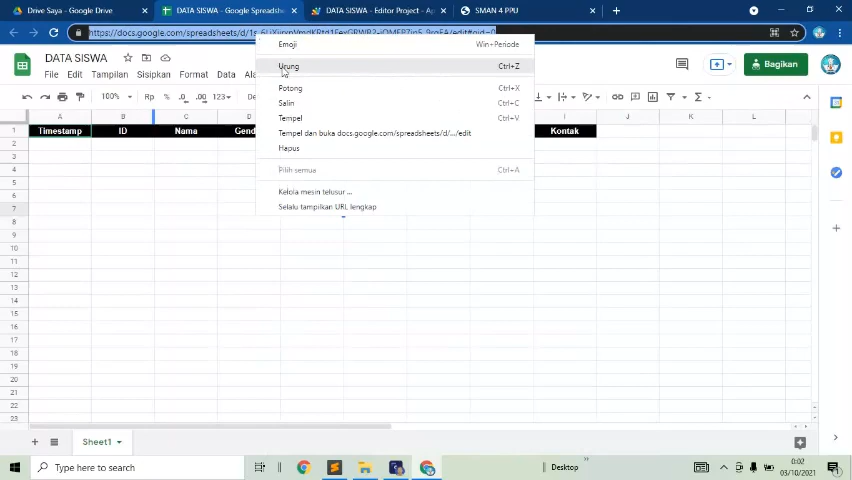 Drive Saya - Google Drive
DATA SISWA - Google Spreadshe
DATA SISWA - Editor Project - Ap
SMAN 4 PPU
DATA SISWA
File Edit Tampilan Sisipkan Format Data Ala
Bagikan
100% Rp % .0 .00 123
Emoji Win+Periode
Urung Ctrl+Z
Potong Ctrl+X
Salin Ctrl+C
Tempel Ctrl+V
Tempel dan buka docs.google.com/spreadsheets/d/.../edit
Hapus
Pilih semua Ctrl+A
Kelola mesin telusur ...
Selalu tampilkan URL lengkap
A B C I J K L
1 Timestamp ID Nama Gend Kontak
2
3
4
5
6
7
8
9
10
11
12
13
14
15
16
17
18
19
20
21
22
23
Sheet1
Type here to search
Desktop
0:02
03/10/2021